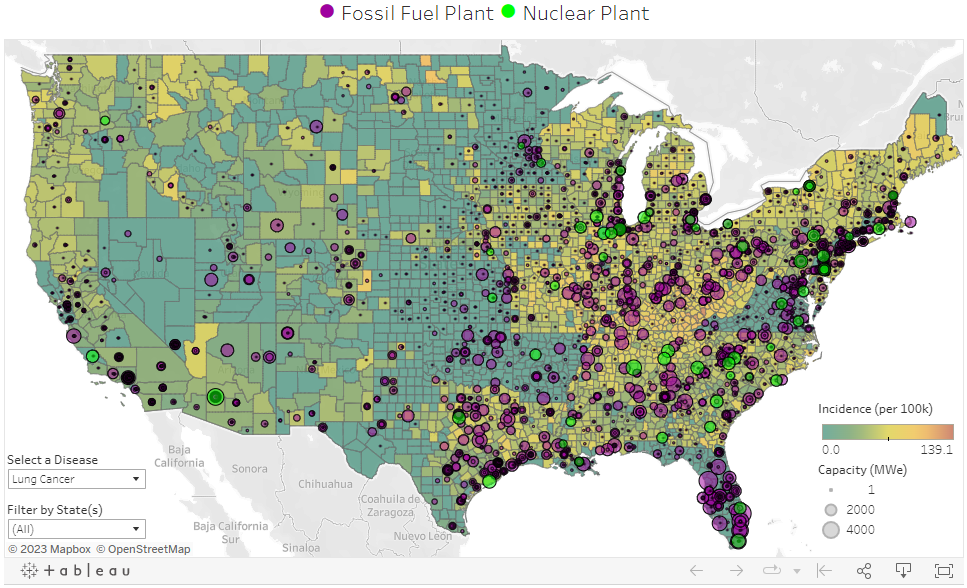 Fossil Fuel Plant Nuclear Plant
Incidence (per 100k)
0.0 139.1
Capacity (MWe)
1
2000
4000
Baja
California
Sonora
Chihuahua
Coahuila de
Zaragoza
Nuevo León
Baja California
Sur
Sinaloa
Select a Disease
Lung Cancer
Filter by State(s)
(All)
© 2023 Mapbox © OpenStreetMap
+ a b | e a u